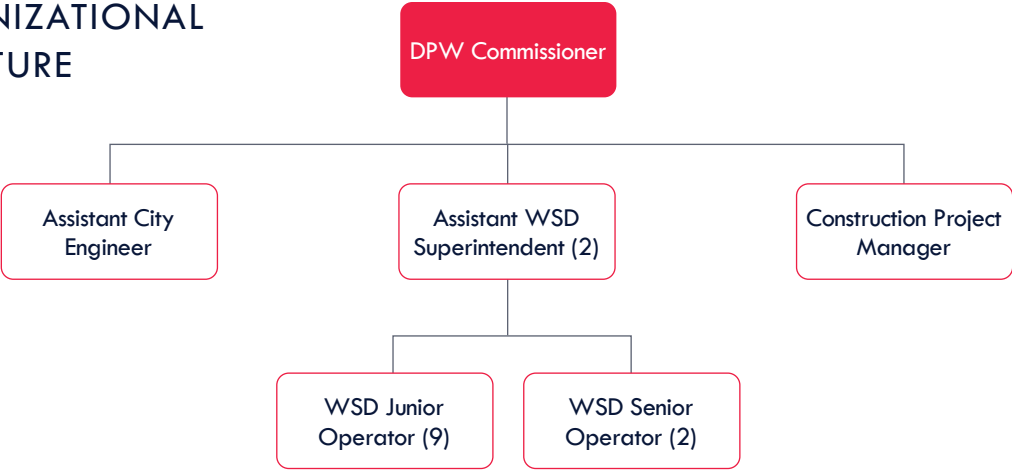 NIZATIONAL
TURE
DPW Commissioner
Assistant City
Engineer
Assistant WSD
Superintendent (2)
Construction Project
Manager
WSD Junior
Operator (9)
WSD Senior
Operator (2)